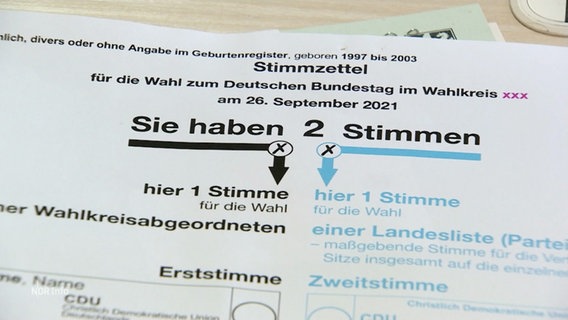 nlich, divers oder ohne Angabe im Geburtenregister, geboren 1997 bis 2003
Stimmzettel
für die Wahl zum Deutschen Bundestag im Wahlkreis xxx
am 26. September 2021
Sie haben 2 Stimmen
X X
hier 1 Stimme
für die Wahl
ner Wahlkreisabgeordneten
Erststimme
e, Name
CDU
Christlich Demokratische Union
Deutschlands
hier 1 Stimme
für die Wahl
einer Landesliste (Partei
– maßgebende Stimme für die Ver
Sitze insgesamt auf die einzelne
Zweitstimme
CDU
Christlich Demokratische Un
NDR Info